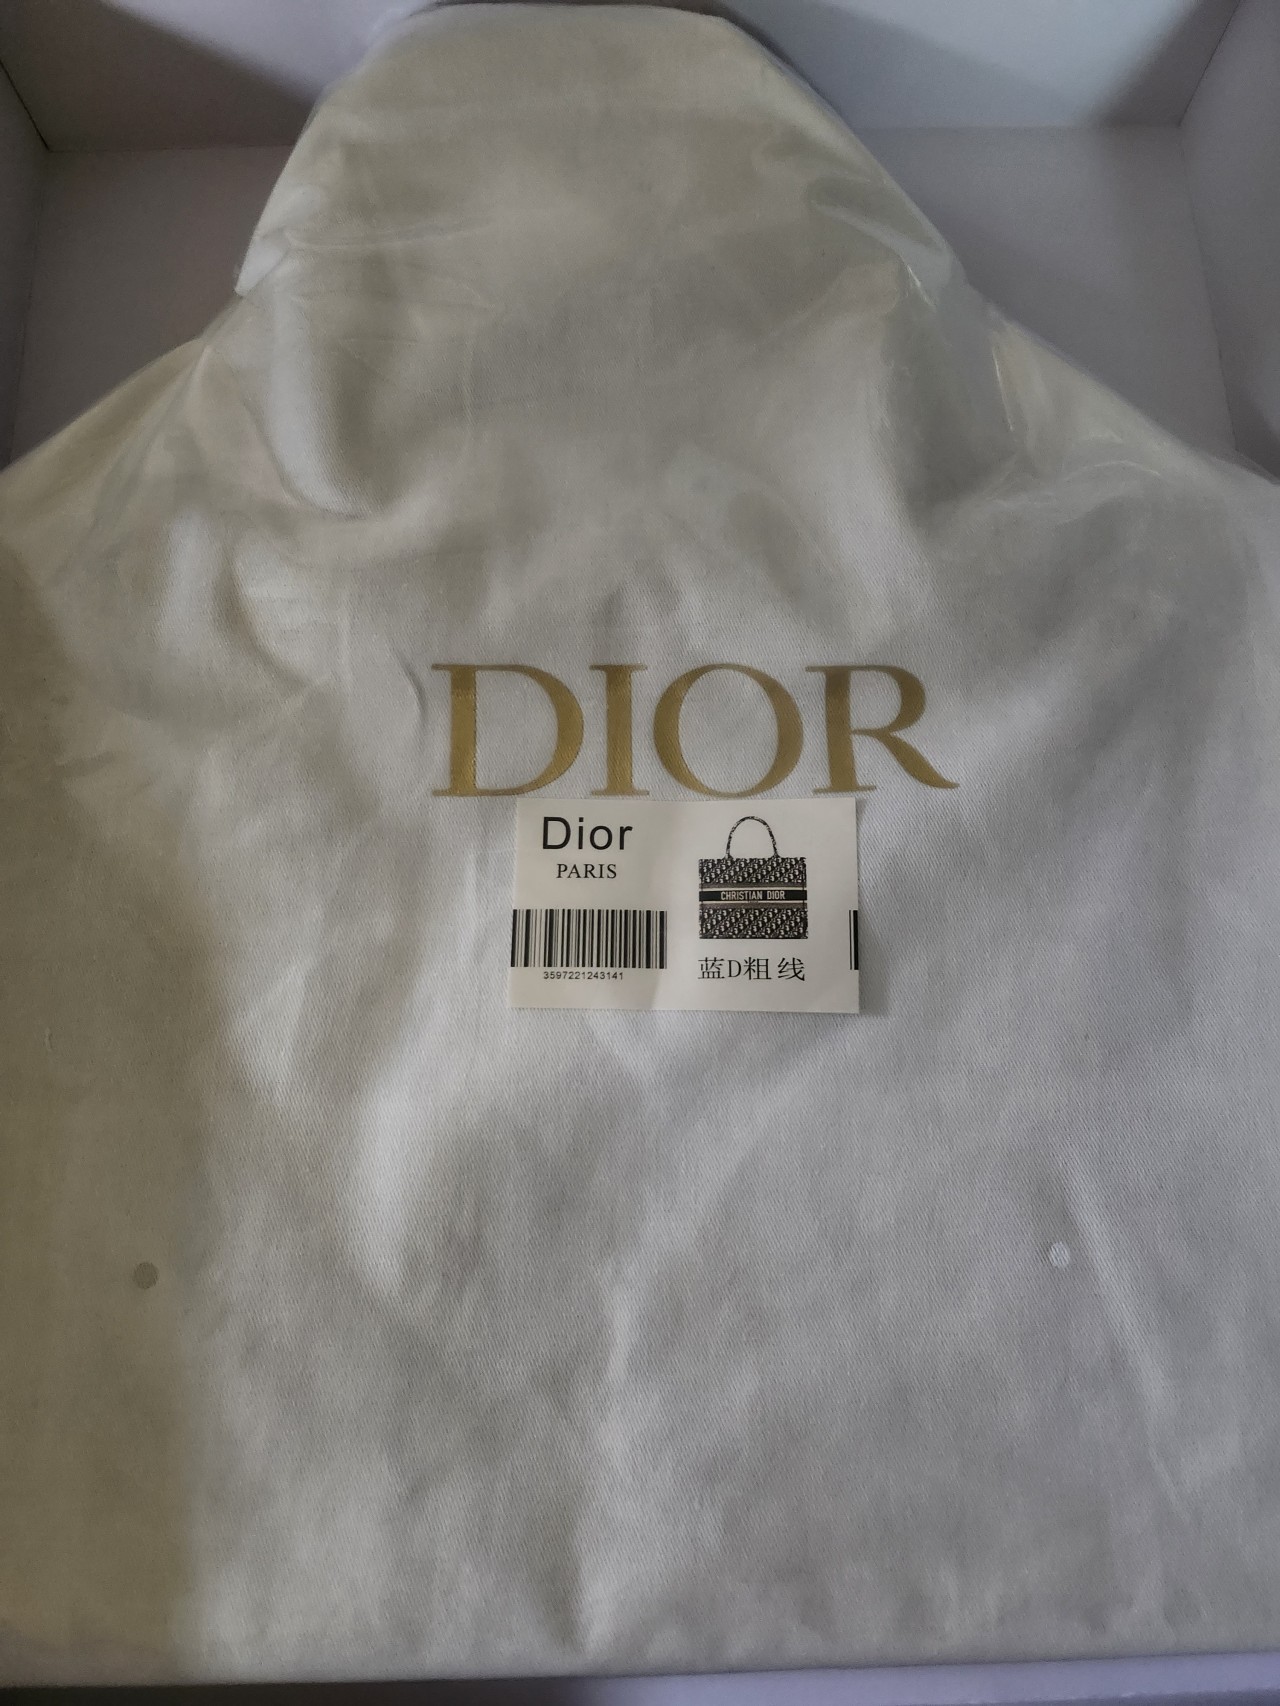 DIOR
Dior
PARIS
3597221243141
CHRISTIAN DIOR
蓝D粗线